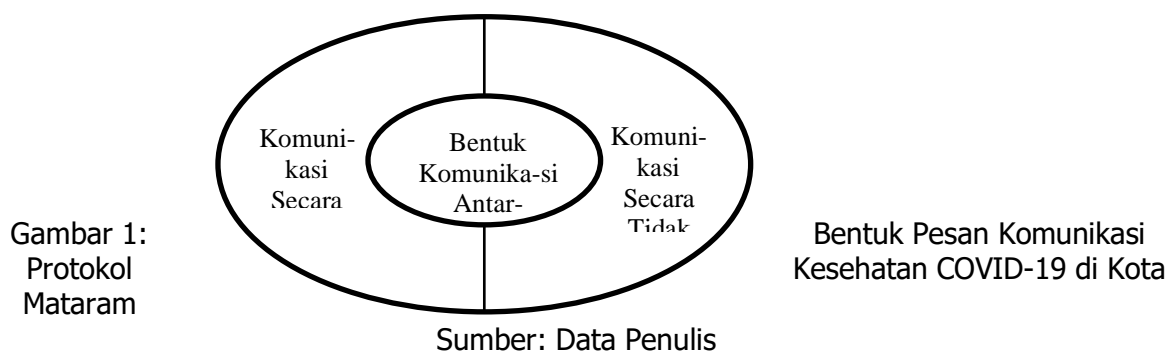 Komuni-
kasi
Secara
Bentuk
Komunika-si
Antar-
Komuni-
kasi
Secara
Tidak
Gambar 1: Bentuk Pesan Komunikasi
Protokol Kesehatan COVID-19 di Kota
Mataram
Sumber: Data Penulis